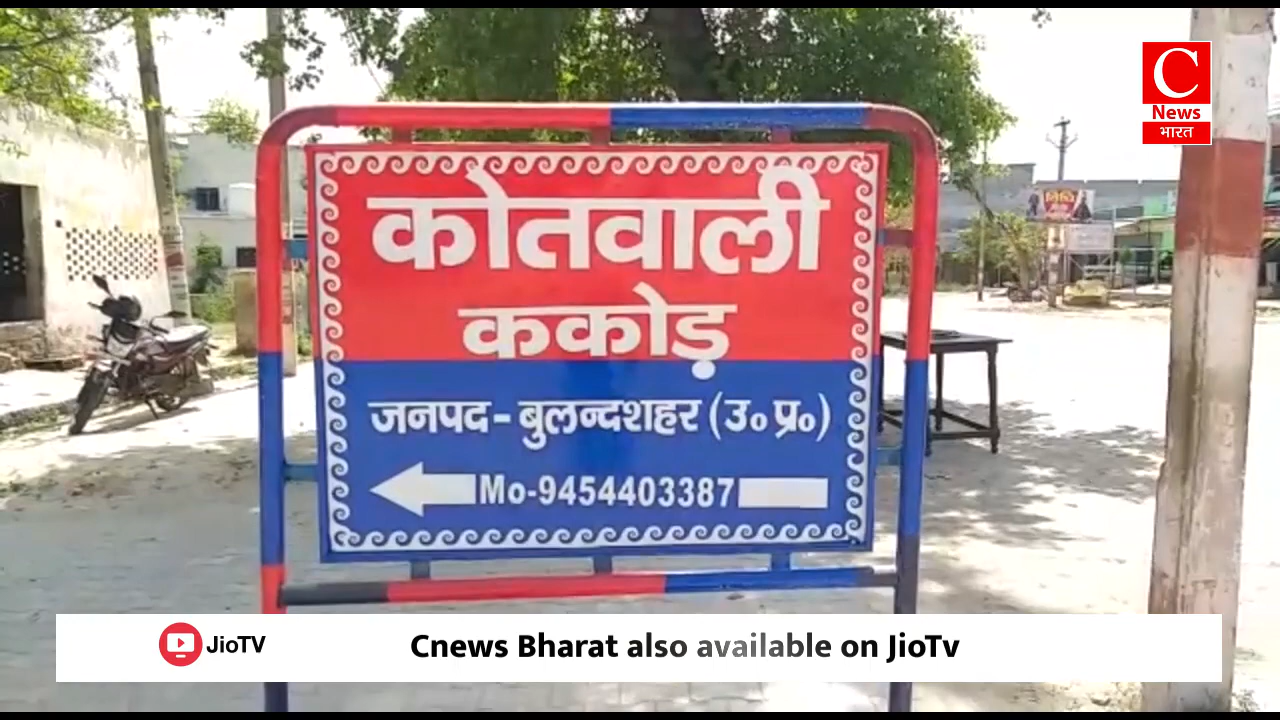 C
News
भारत
कोतवाली
ककोड़
जनपद-बुलन्दशहर (उ० प्र०)
Mo-9454403387
JioTV
Cnews Bharat also available on JioTv